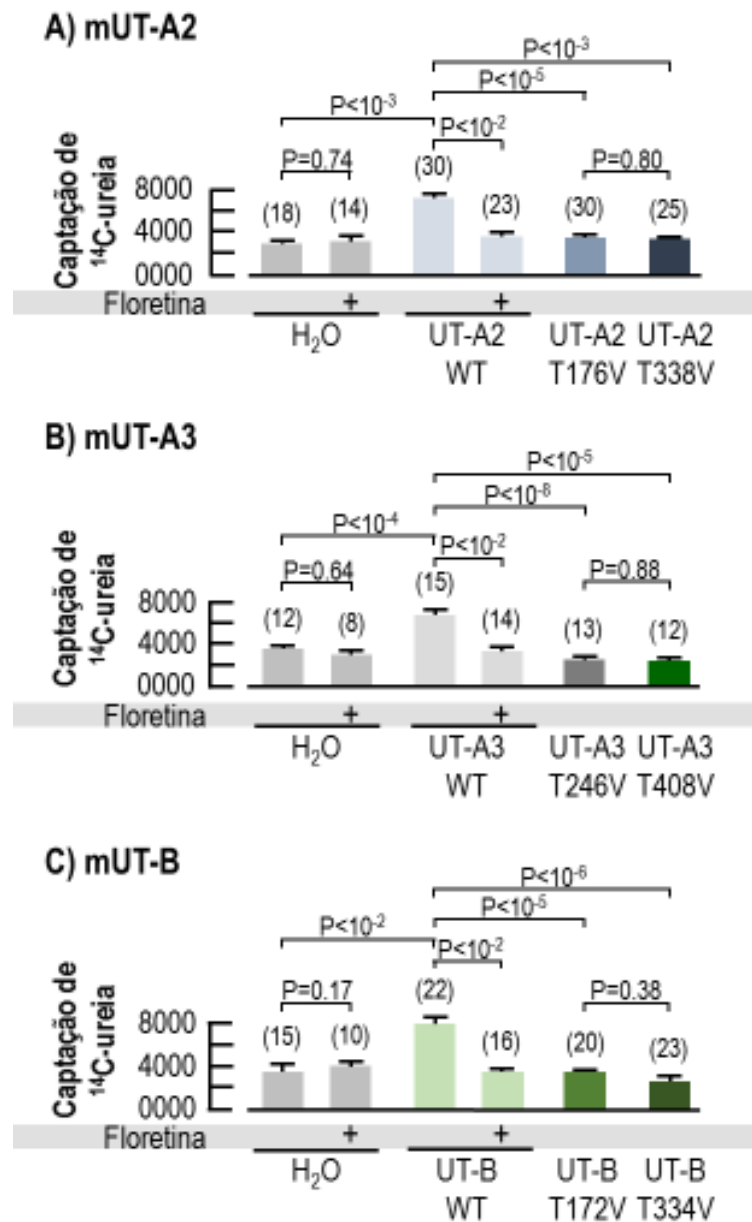 A) mUT-A2
P<10⁻³
P<10⁻⁵
P<10⁻³
P<10⁻²
P=0.74
P=0.80
Captação de
¹⁴C-ureia
8000
4000
0000
(18)
(14)
(30)
(23)
(30)
(25)
Floretina + +
H₂O UT-A2 UT-A2 UT-A2
WT T176V T338V
B) mUT-A3
P<10⁻⁵
P<10⁻⁸
P<10⁻⁴
P<10⁻²
P=0.64
P=0.88
Captação de
¹⁴C-ureia
8000
4000
0000
(12)
(8)
(15)
(14)
(13)
(12)
Floretina + +
H₂O UT-A3 UT-A3 UT-A3
WT T246V T408V
C) mUT-B
P<10⁻⁶
P<10⁻⁵
P<10⁻²
P<10⁻²
P=0.17
P=0.38
Captação de
¹⁴C-ureia
8000
4000
0000
(15)
(10)
(22)
(16)
(20)
(23)
Floretina + +
H₂O UT-B UT-B UT-B
WT T172V T334V